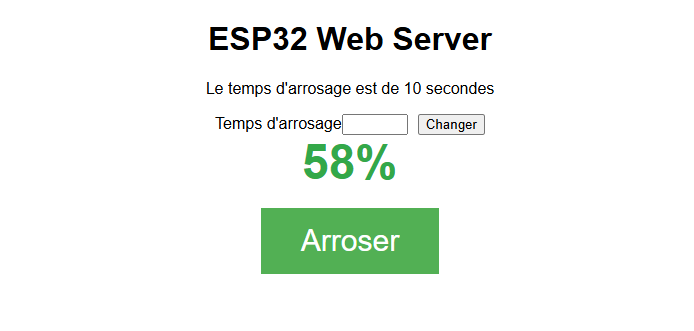 ESP32 Web Server
Le temps d'arrosage est de 10 secondes
Temps d'arrosage Changer
58%
Arroser